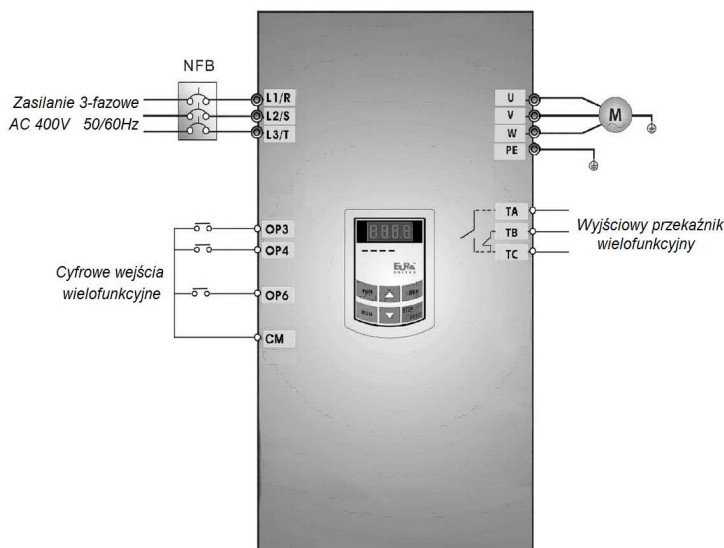 NFB
Zasilanie 3-fazowe
AC 400V 50/60Hz
L1/R
L2/S
L3/T
U
V
W
PE
M
OP3
OP4
OP6
CM
Cyfrowe wejścia
wielofunkcyjne
TA
TB
TC
Wyjściowy przekaźnik
wielofunkcyjny
8.8.8.8.